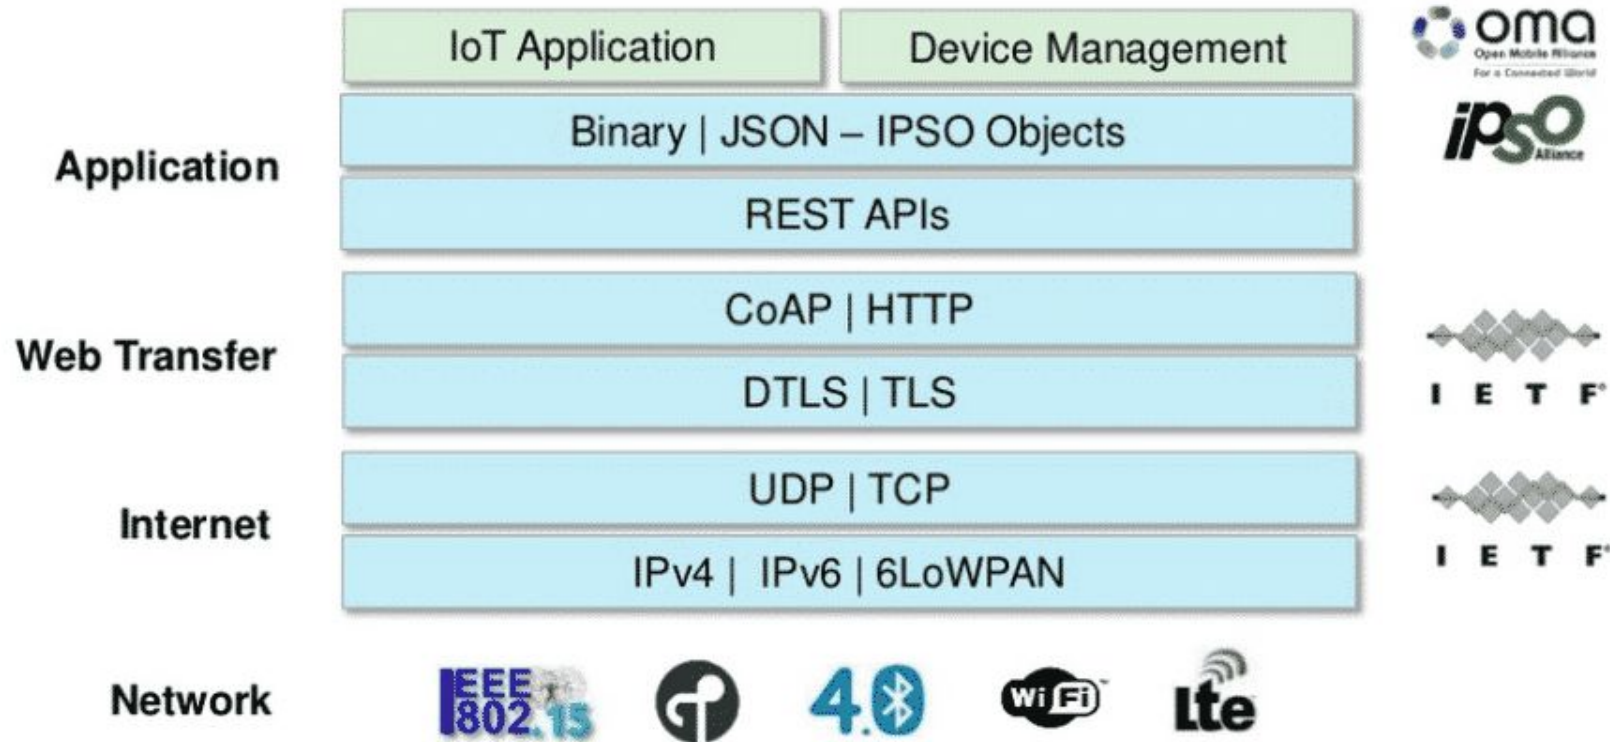 IoT Application
Device Management
oma
Open Mobile Alliance
For a Connected World
Application
Binary | JSON – IPSO Objects
ipso
Alliance
REST APIs
Web Transfer
CoAP | HTTP
DTLS | TLS
I E T F®
Internet
UDP | TCP
IPv4 | IPv6 | 6LoWPAN
I E T F®
Network
IEEE
802.15
4.0
Wi Fi™
Lte